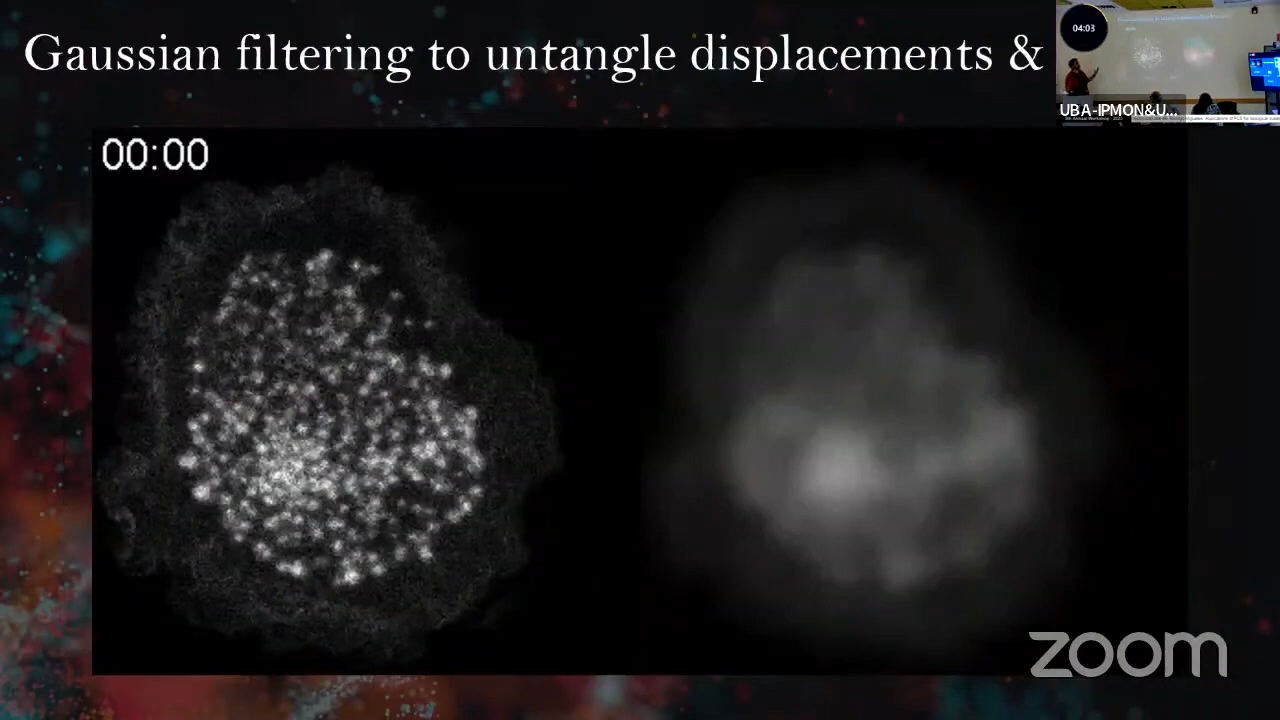 Gaussian filtering to untangle displacements &
04:03
UBA-IPMON&U...
00:00
zoom